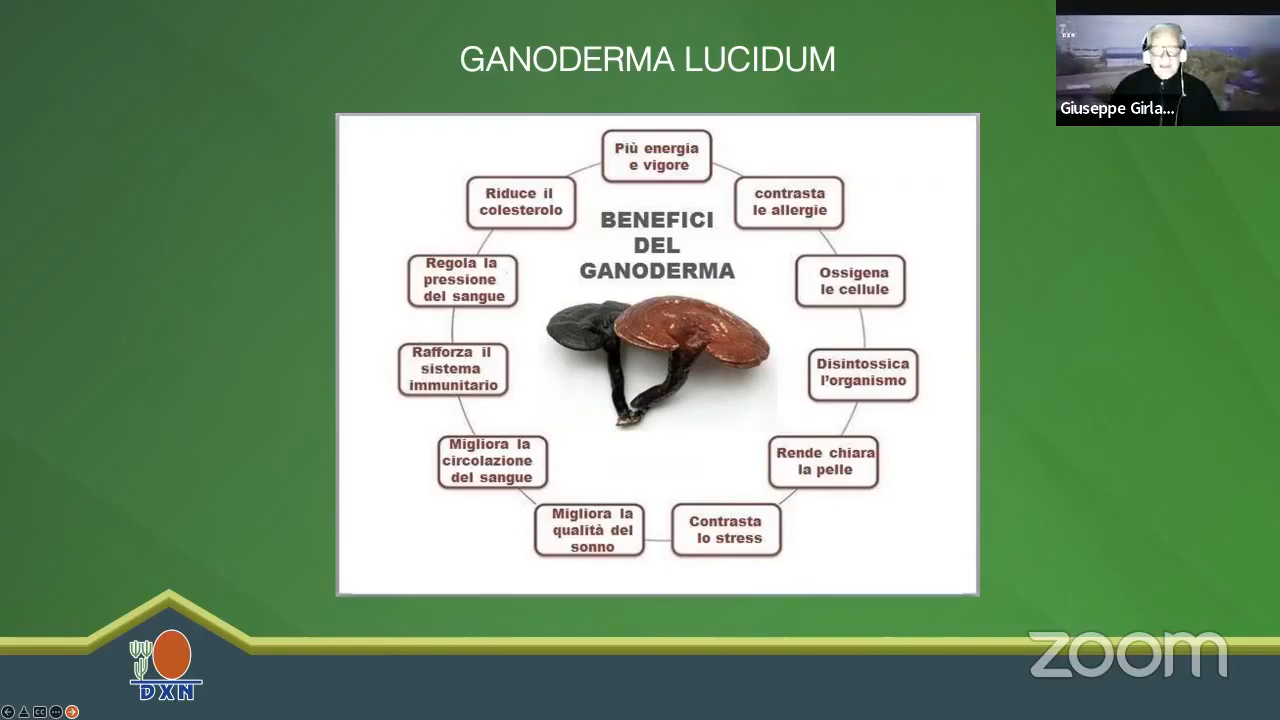 GANODERMA LUCIDUM
DXN
Giuseppe Girla...
Più energia
e vigore
Riduce il
colesterolo
contrasta
le allergie
BENEFICI
DEL
GANODERMA
Regola la
pressione
del sangue
Ossigena
le cellule
Rafforza il
sistema
immunitario
Disintossica
l'organismo
Migliora la
circolazione
del sangue
Rende chiara
la pelle
Migliora la
qualità del
sonno
Contrasta
lo stress
DXN
zoom
CC